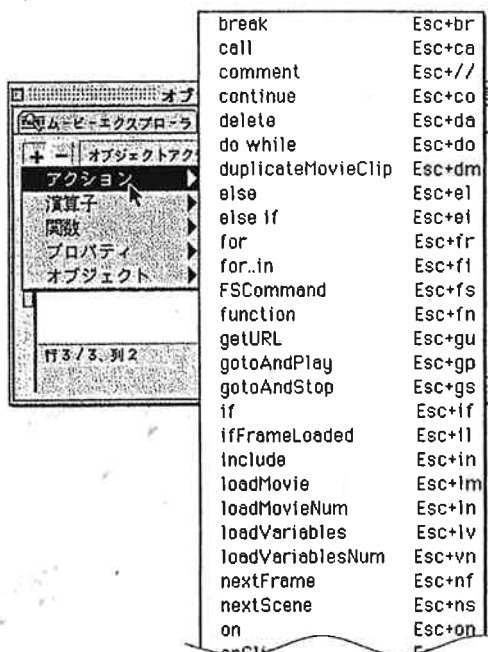 オブ
ムービーエクスプローラ
+ - オブジェクトアク
アクション
演算子
関数
プロパティ
オブジェクト
行 3 / 3、列 2
break Esc+br
call Esc+ca
comment Esc+//
continue Esc+co
delete Esc+da
do while Esc+do
duplicateMovieClip Esc+dm
else Esc+el
else if Esc+ei
for Esc+fr
for..in Esc+fi
FSCommand Esc+fs
function Esc+fn
getURL Esc+gu
gotoAndPlay Esc+gp
gotoAndStop Esc+gs
if Esc+if
ifFrameLoaded Esc+il
include Esc+in
loadMovie Esc+lm
loadMovieNum Esc+ln
loadVariables Esc+lv
loadVariablesNum Esc+vn
nextFrame Esc+nf
nextScene Esc+ns
on Esc+on